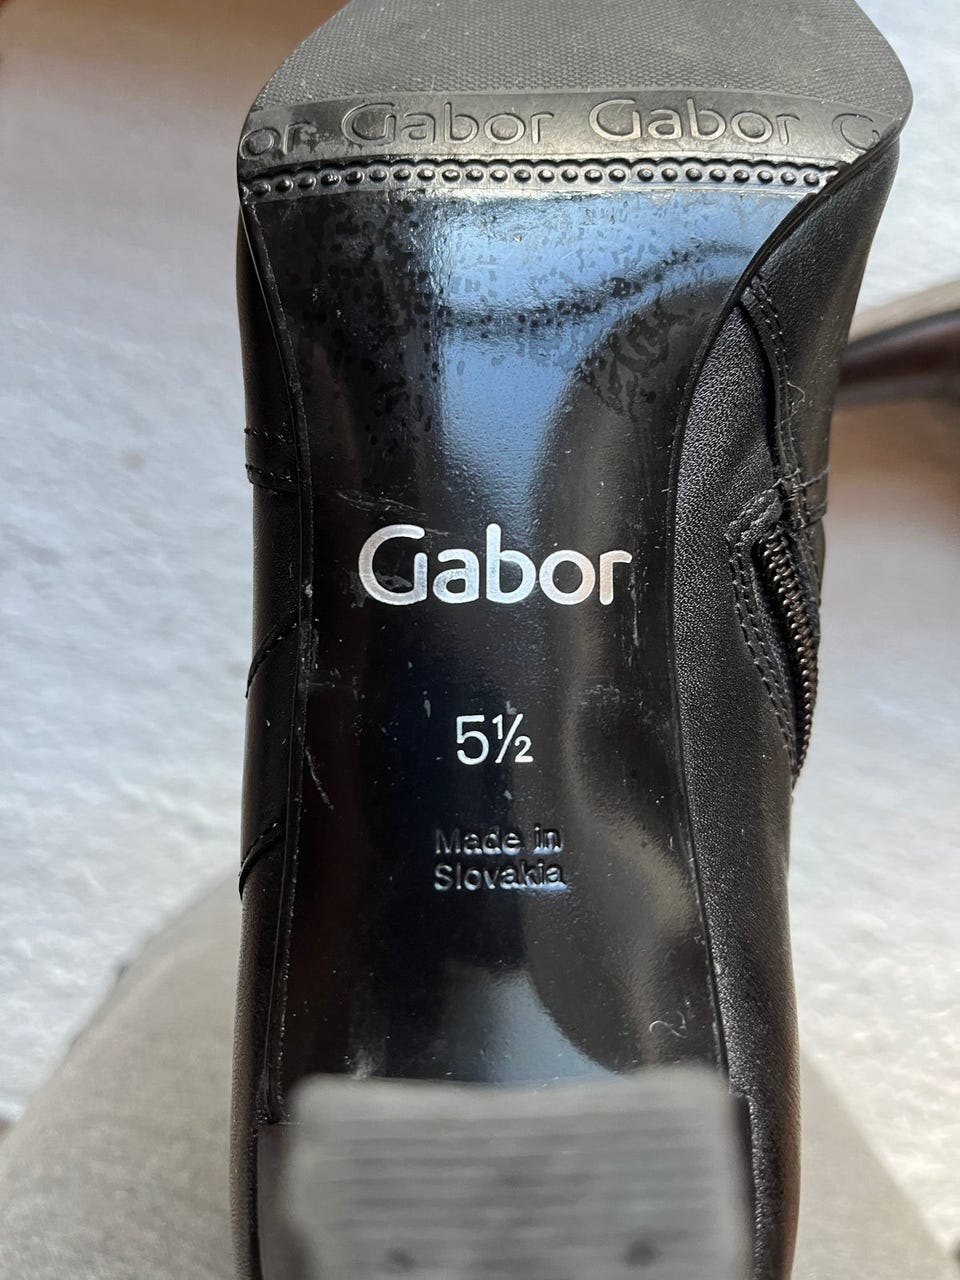 or Gabor Gabor G
Gabor
5½
Made in
Slovakia